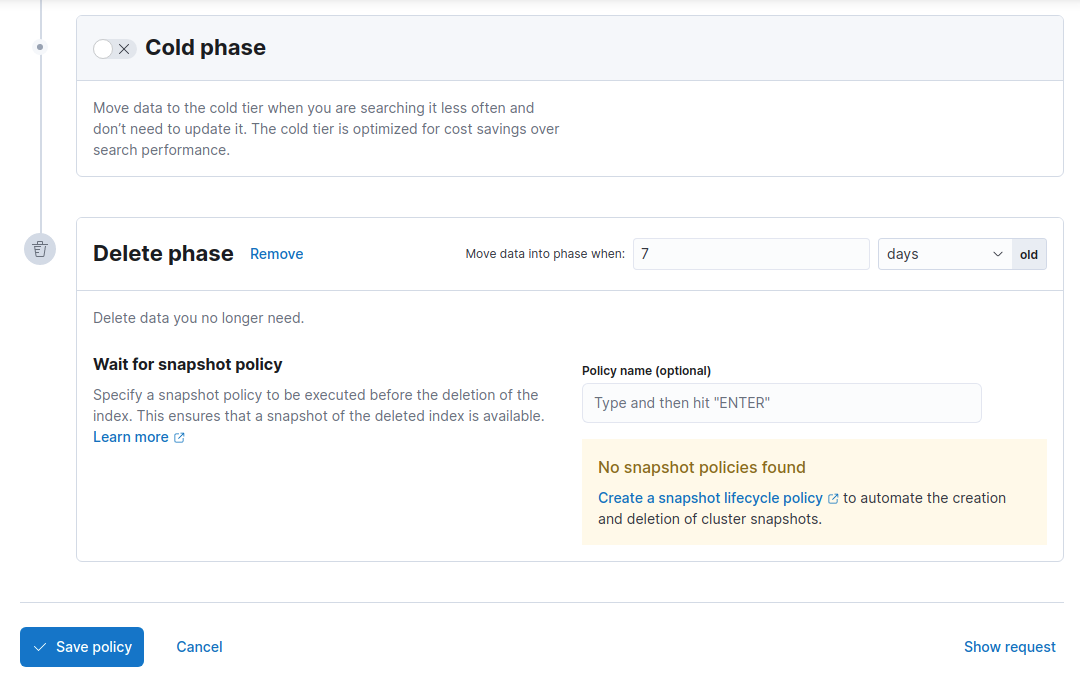 Cold phase
Move data to the cold tier when you are searching it less often and
don’t need to update it. The cold tier is optimized for cost savings over
search performance.
Delete phase Remove Move data into phase when: 7 days old
Delete data you no longer need.
Wait for snapshot policy
Specify a snapshot policy to be executed before the deletion of the
index. This ensures that a snapshot of the deleted index is available.
Learn more
Policy name (optional)
Type and then hit "ENTER"
No snapshot policies found
Create a snapshot lifecycle policy to automate the creation
and deletion of cluster snapshots.
Save policy Cancel Show request